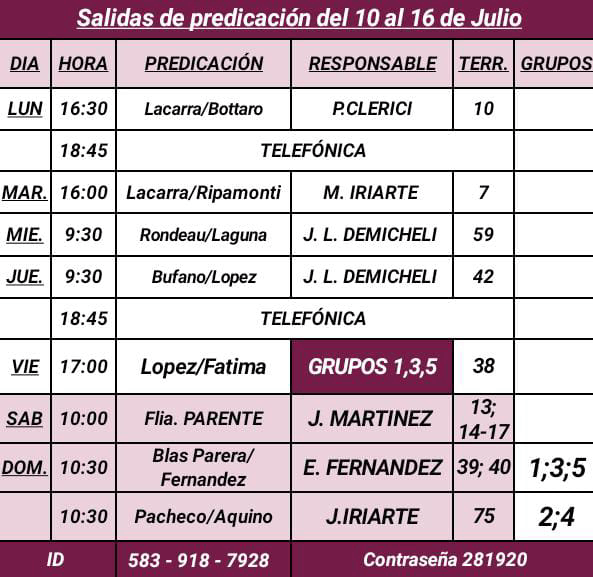 Salidas de predicación del 10 al 16 de Julio
DIA HORA PREDICACIÓN RESPONSABLE TERR. GRUPOS
LUN 16:30 Lacarra/Bottaro P.CLERICI 10
18:45 TELEFÓNICA
MAR. 16:00 Lacarra/Ripamonti M. IRIARTE 7
MIE. 9:30 Rondeau/Laguna J. L. DEMICHELI 59
JUE. 9:30 Bufano/Lopez J. L. DEMICHELI 42
18:45 TELEFÓNICA
VIE 17:00 Lopez/Fatima GRUPOS 1,3,5 38
SAB 10:00 Flia. PARENTE J. MARTINEZ 13;
14-17
DOM. 10:30 Blas Parera/
Fernandez E. FERNANDEZ 39; 40 1;3;5
10:30 Pacheco/Aquino J.IRIARTE 75 2;4
ID 583 - 918 - 7928 Contraseña 281920